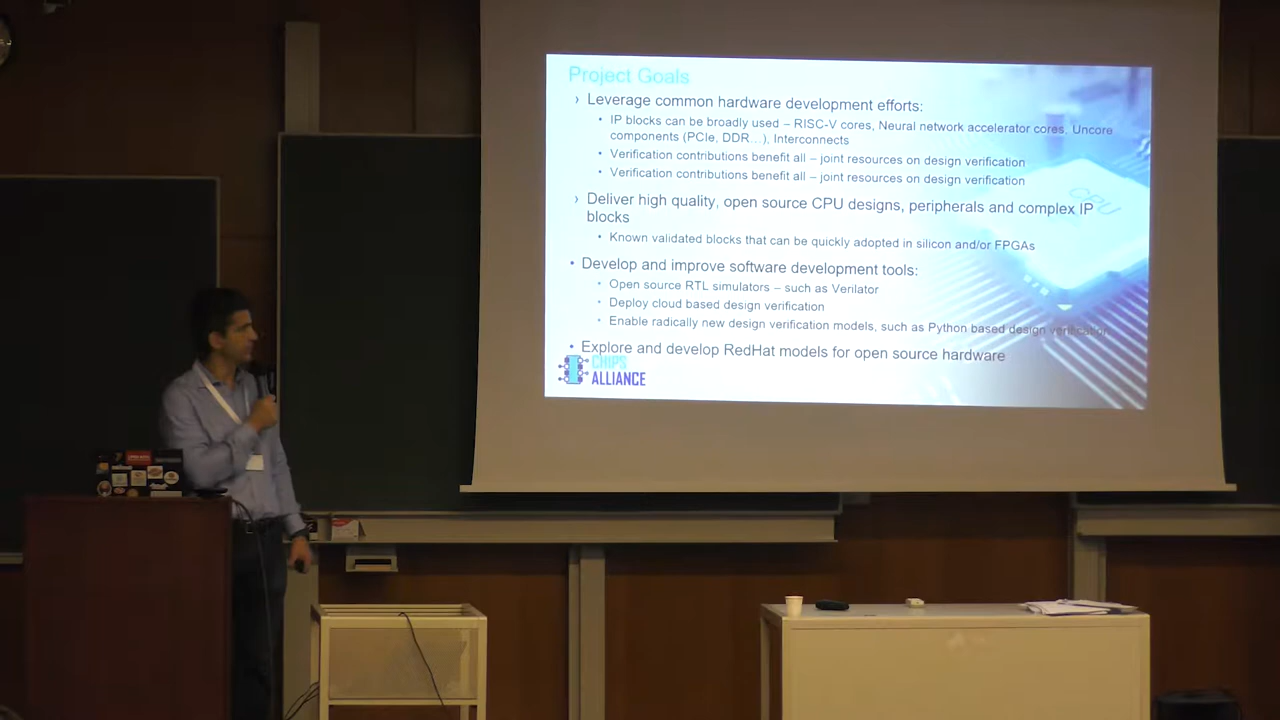 Project Goals
› Leverage common hardware development efforts:
• IP blocks can be broadly used – RISC-V cores, Neural network accelerator cores, Uncore
components (PCIe, DDR…), Interconnects
• Verification contributions benefit all – joint resources on design verification
• Verification contributions benefit all – joint resources on design verification
› Deliver high quality, open source CPU designs, peripherals and complex IP
blocks
• Known validated blocks that can be quickly adopted in silicon and/or FPGAs
• Develop and improve software development tools:
• Open source RTL simulators – such as Verilator
• Deploy cloud based design verification
• Enable radically new design verification models, such as Python based design verification
• Explore and develop RedHat models for open source hardware
CHIPS
ALLIANCE
CPU